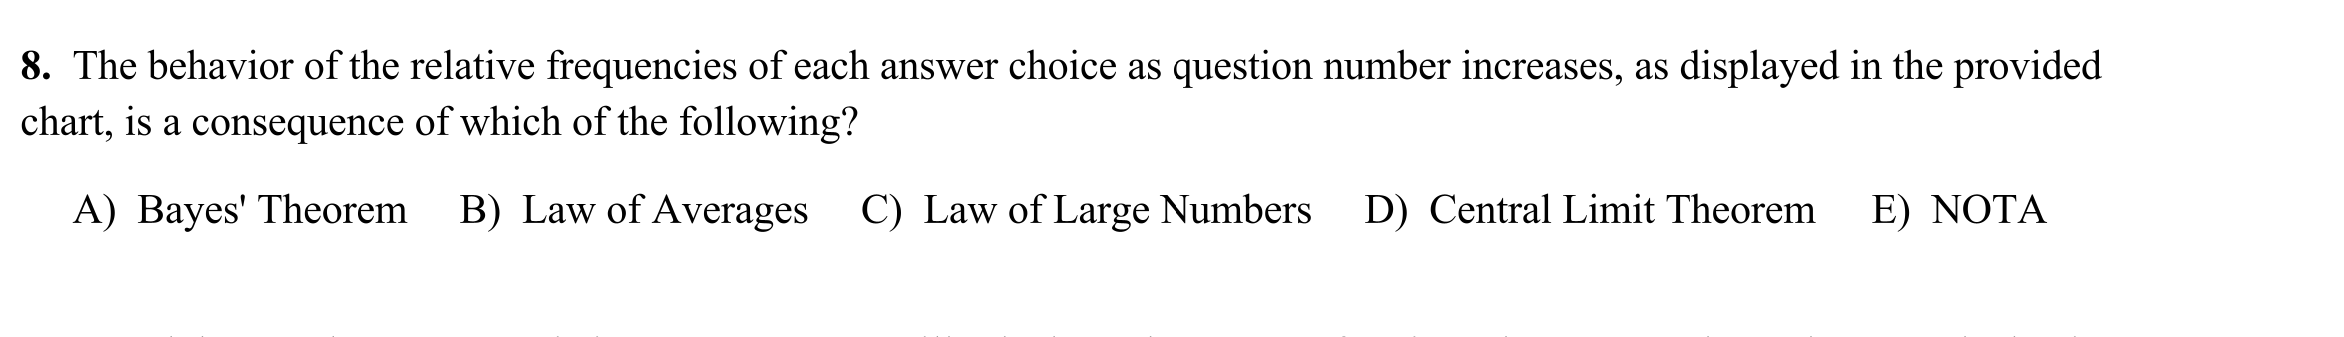 8. The behavior of the relative frequencies of each answer choice as question number increases, as displayed in the provided
chart, is a consequence of which of the following?
A) Bayes' Theorem B) Law of Averages C) Law of Large Numbers D) Central Limit Theorem E) NOTA